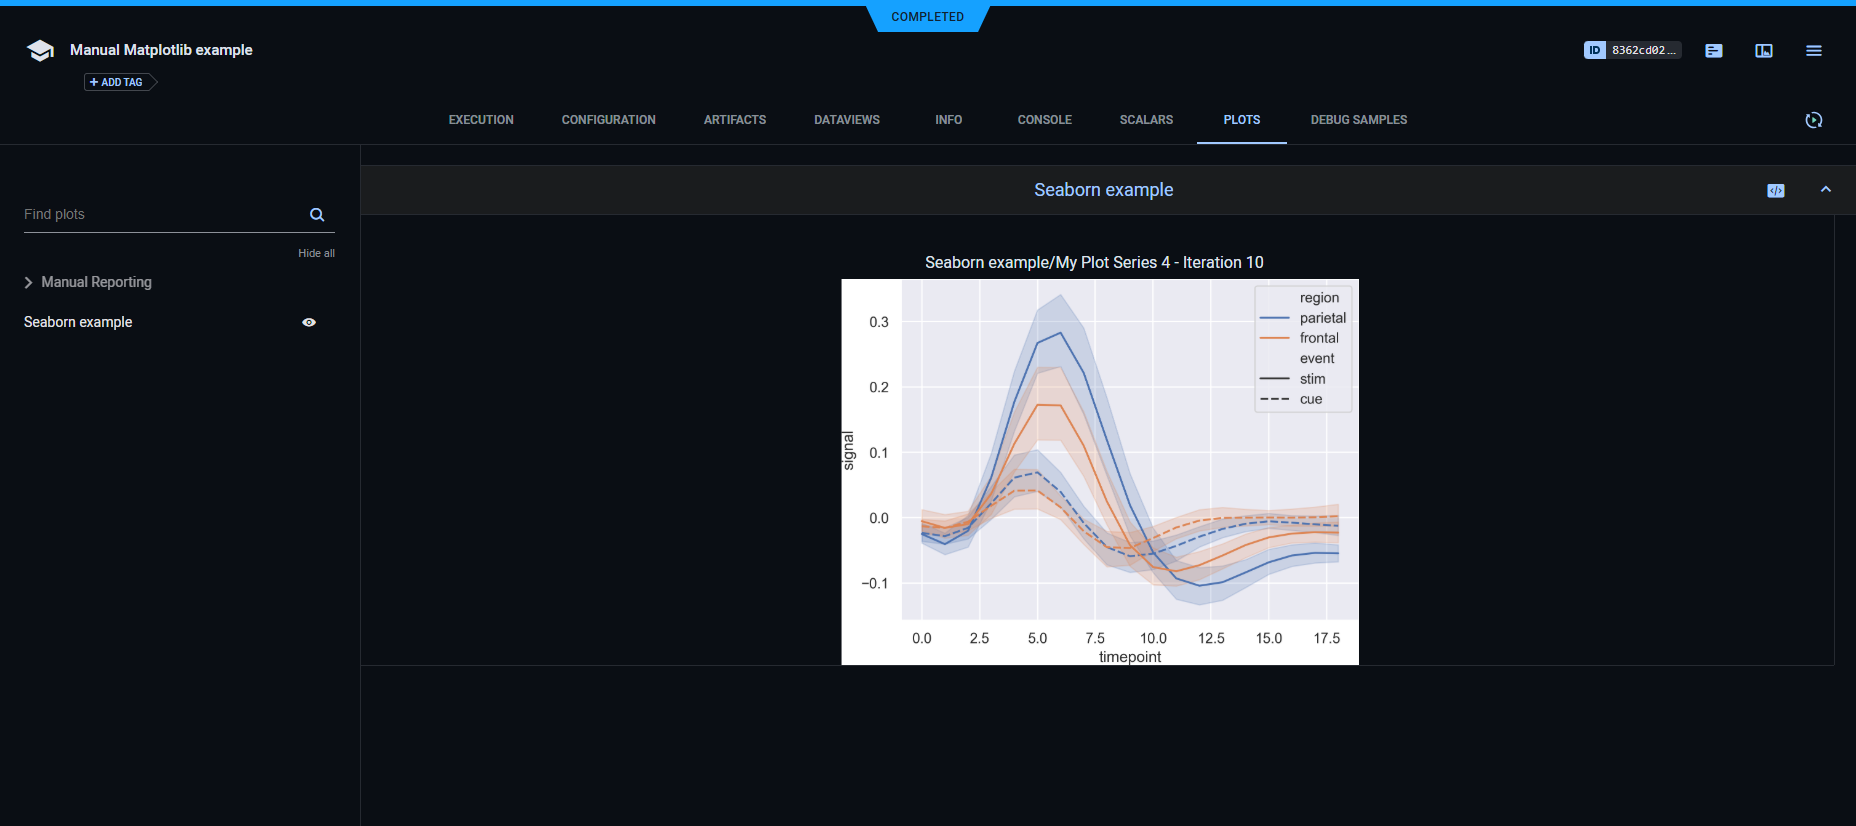 COMPLETED
Manual Matplotlib example
ID 8362cd02...
+ ADD TAG
EXECUTION CONFIGURATION ARTIFACTS DATAVIEWS INFO CONSOLE SCALARS PLOTS DEBUG SAMPLES
Find plots
Hide all
Manual Reporting
Seaborn example
Seaborn example
Seaborn example/My Plot Series 4 - Iteration 10
region
parietal
frontal
event
stim
cue
0.3
0.2
0.1
0.0
−0.1
signal
0.0 2.5 5.0 7.5 10.0 12.5 15.0 17.5
timepoint